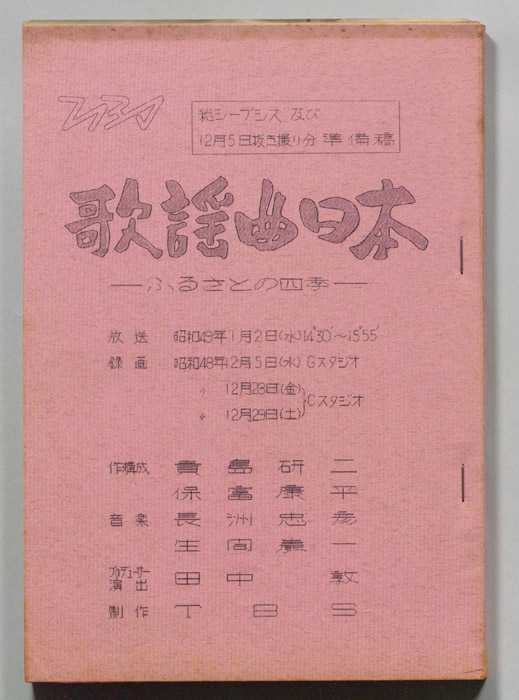 総シーノプシス及び
12月5日抜き撮り分準備稿
歌謡曲日本
―ふるさとの四季―
放送 昭和49年1月2日(水)14°30′~15°55′
録画 昭和48年12月5日(水)Gスタジオ
〃 12月28日(金)
〃 12月29日(土) Cスタジオ
作・構成 貴島研二
保富康平
音楽 長洲忠彦
生間養一
プロデューサー
演出 田中敦
制作 TBS